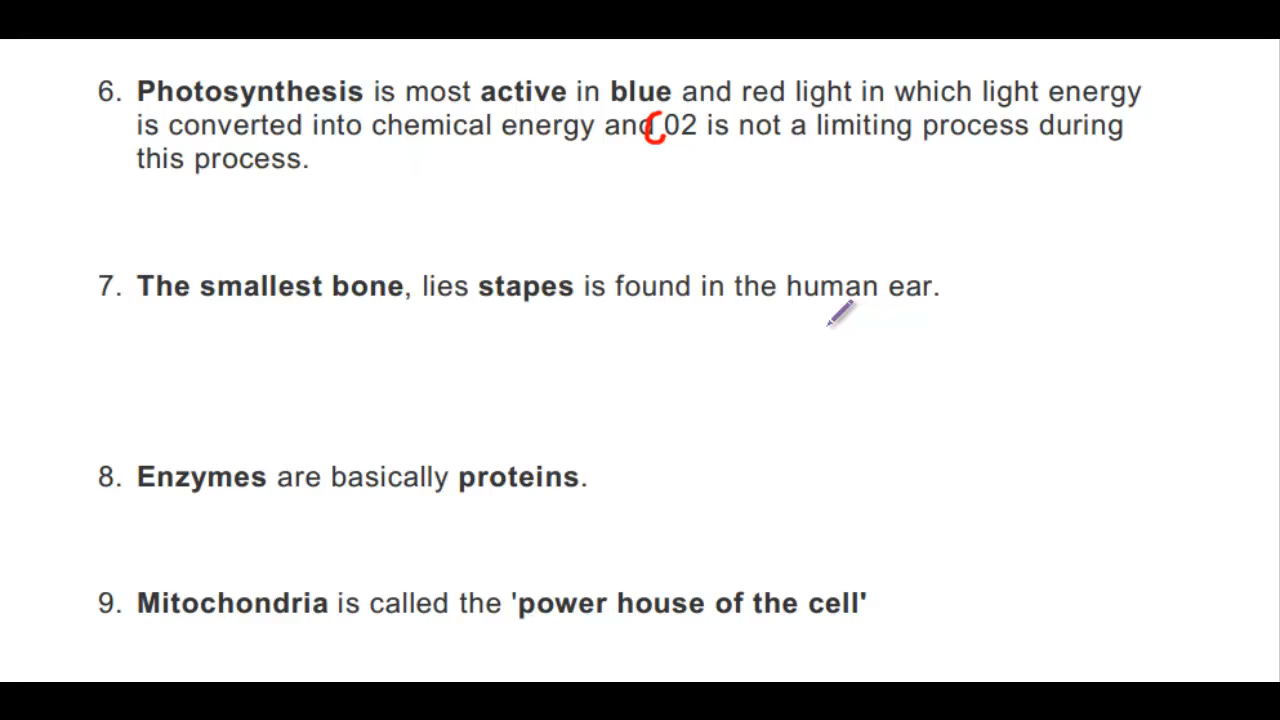 6. Photosynthesis is most active in blue and red light in which light energy
is converted into chemical energy and C02 is not a limiting process during
this process.
7. The smallest bone, lies stapes is found in the human ear.
8. Enzymes are basically proteins.
9. Mitochondria is called the 'power house of the cell'